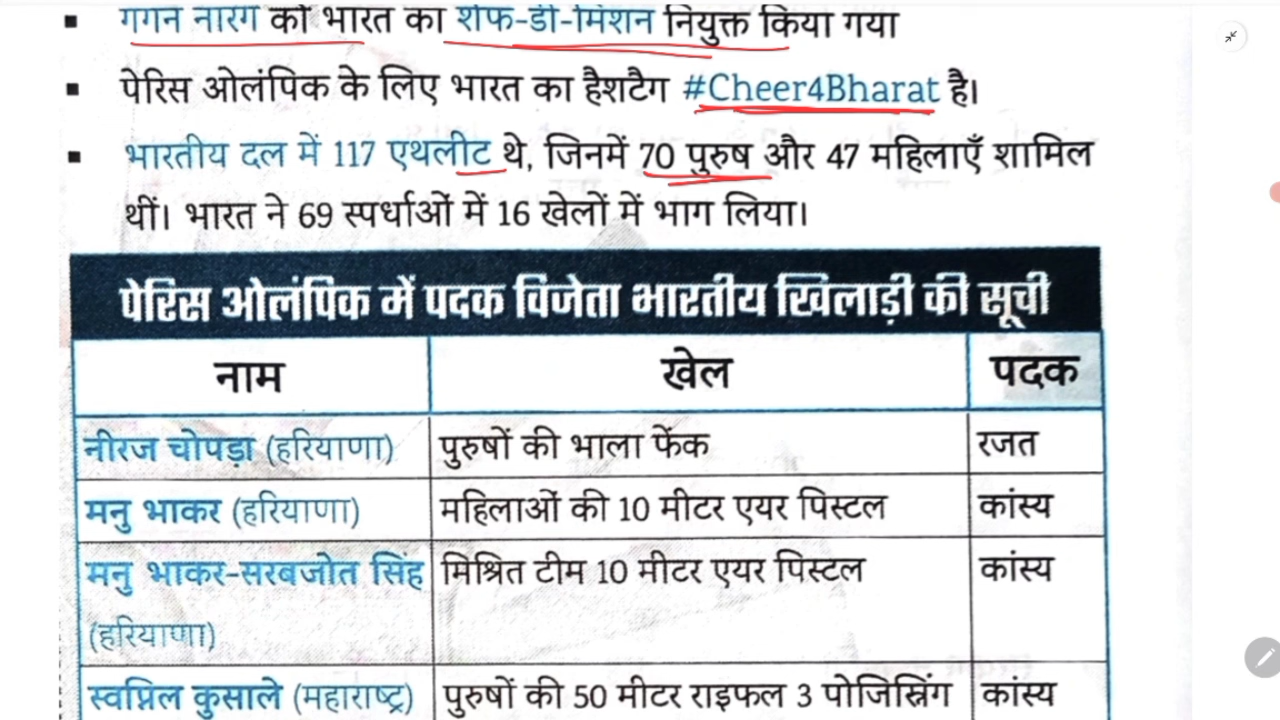 ▪ गगन नारंग को भारत का शेफ-डी-मिशन नियुक्त किया गया
▪ पेरिस ओलंपिक के लिए भारत का हैशटैग #Cheer4Bharat है।
▪ भारतीय दल में 117 एथलीट थे, जिनमें 70 पुरुष और 47 महिलाएँ शामिल
थीं। भारत ने 69 स्पर्धाओं में 16 खेलों में भाग लिया।
पेरिस ओलंपिक में पदक विजेता भारतीय खिलाड़ी की सूची
नाम खेल पदक
नीरज चोपड़ा (हरियाणा) पुरुषों की भाला फेंक रजत
मनु भाकर (हरियाणा) महिलाओं की 10 मीटर एयर पिस्टल कांस्य
मनु भाकर-सरबजोत सिंह मिश्रित टीम 10 मीटर एयर पिस्टल कांस्य
(हरियाणा)
स्वप्निल कुसाले (महाराष्ट्र) पुरुषों की 50 मीटर राइफल 3 पोजिस्निंग कांस्य